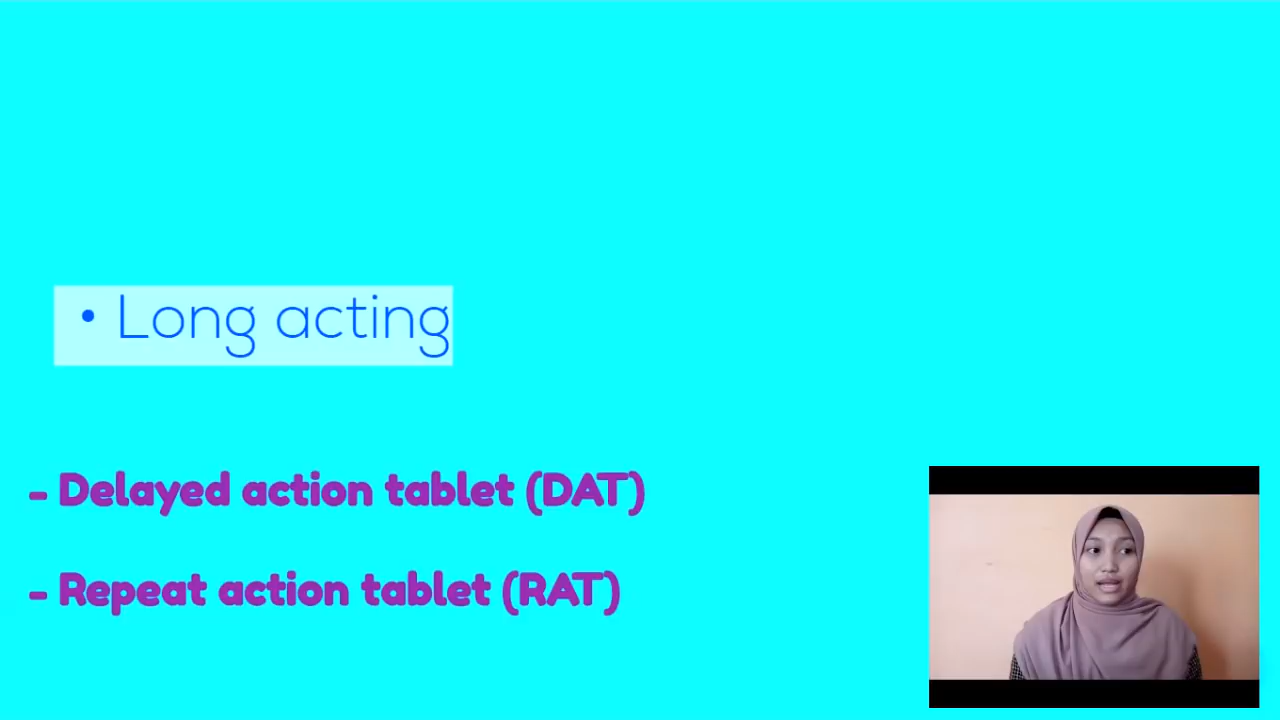 • Long acting
- Delayed action tablet (DAT)
- Repeat action tablet (RAT)